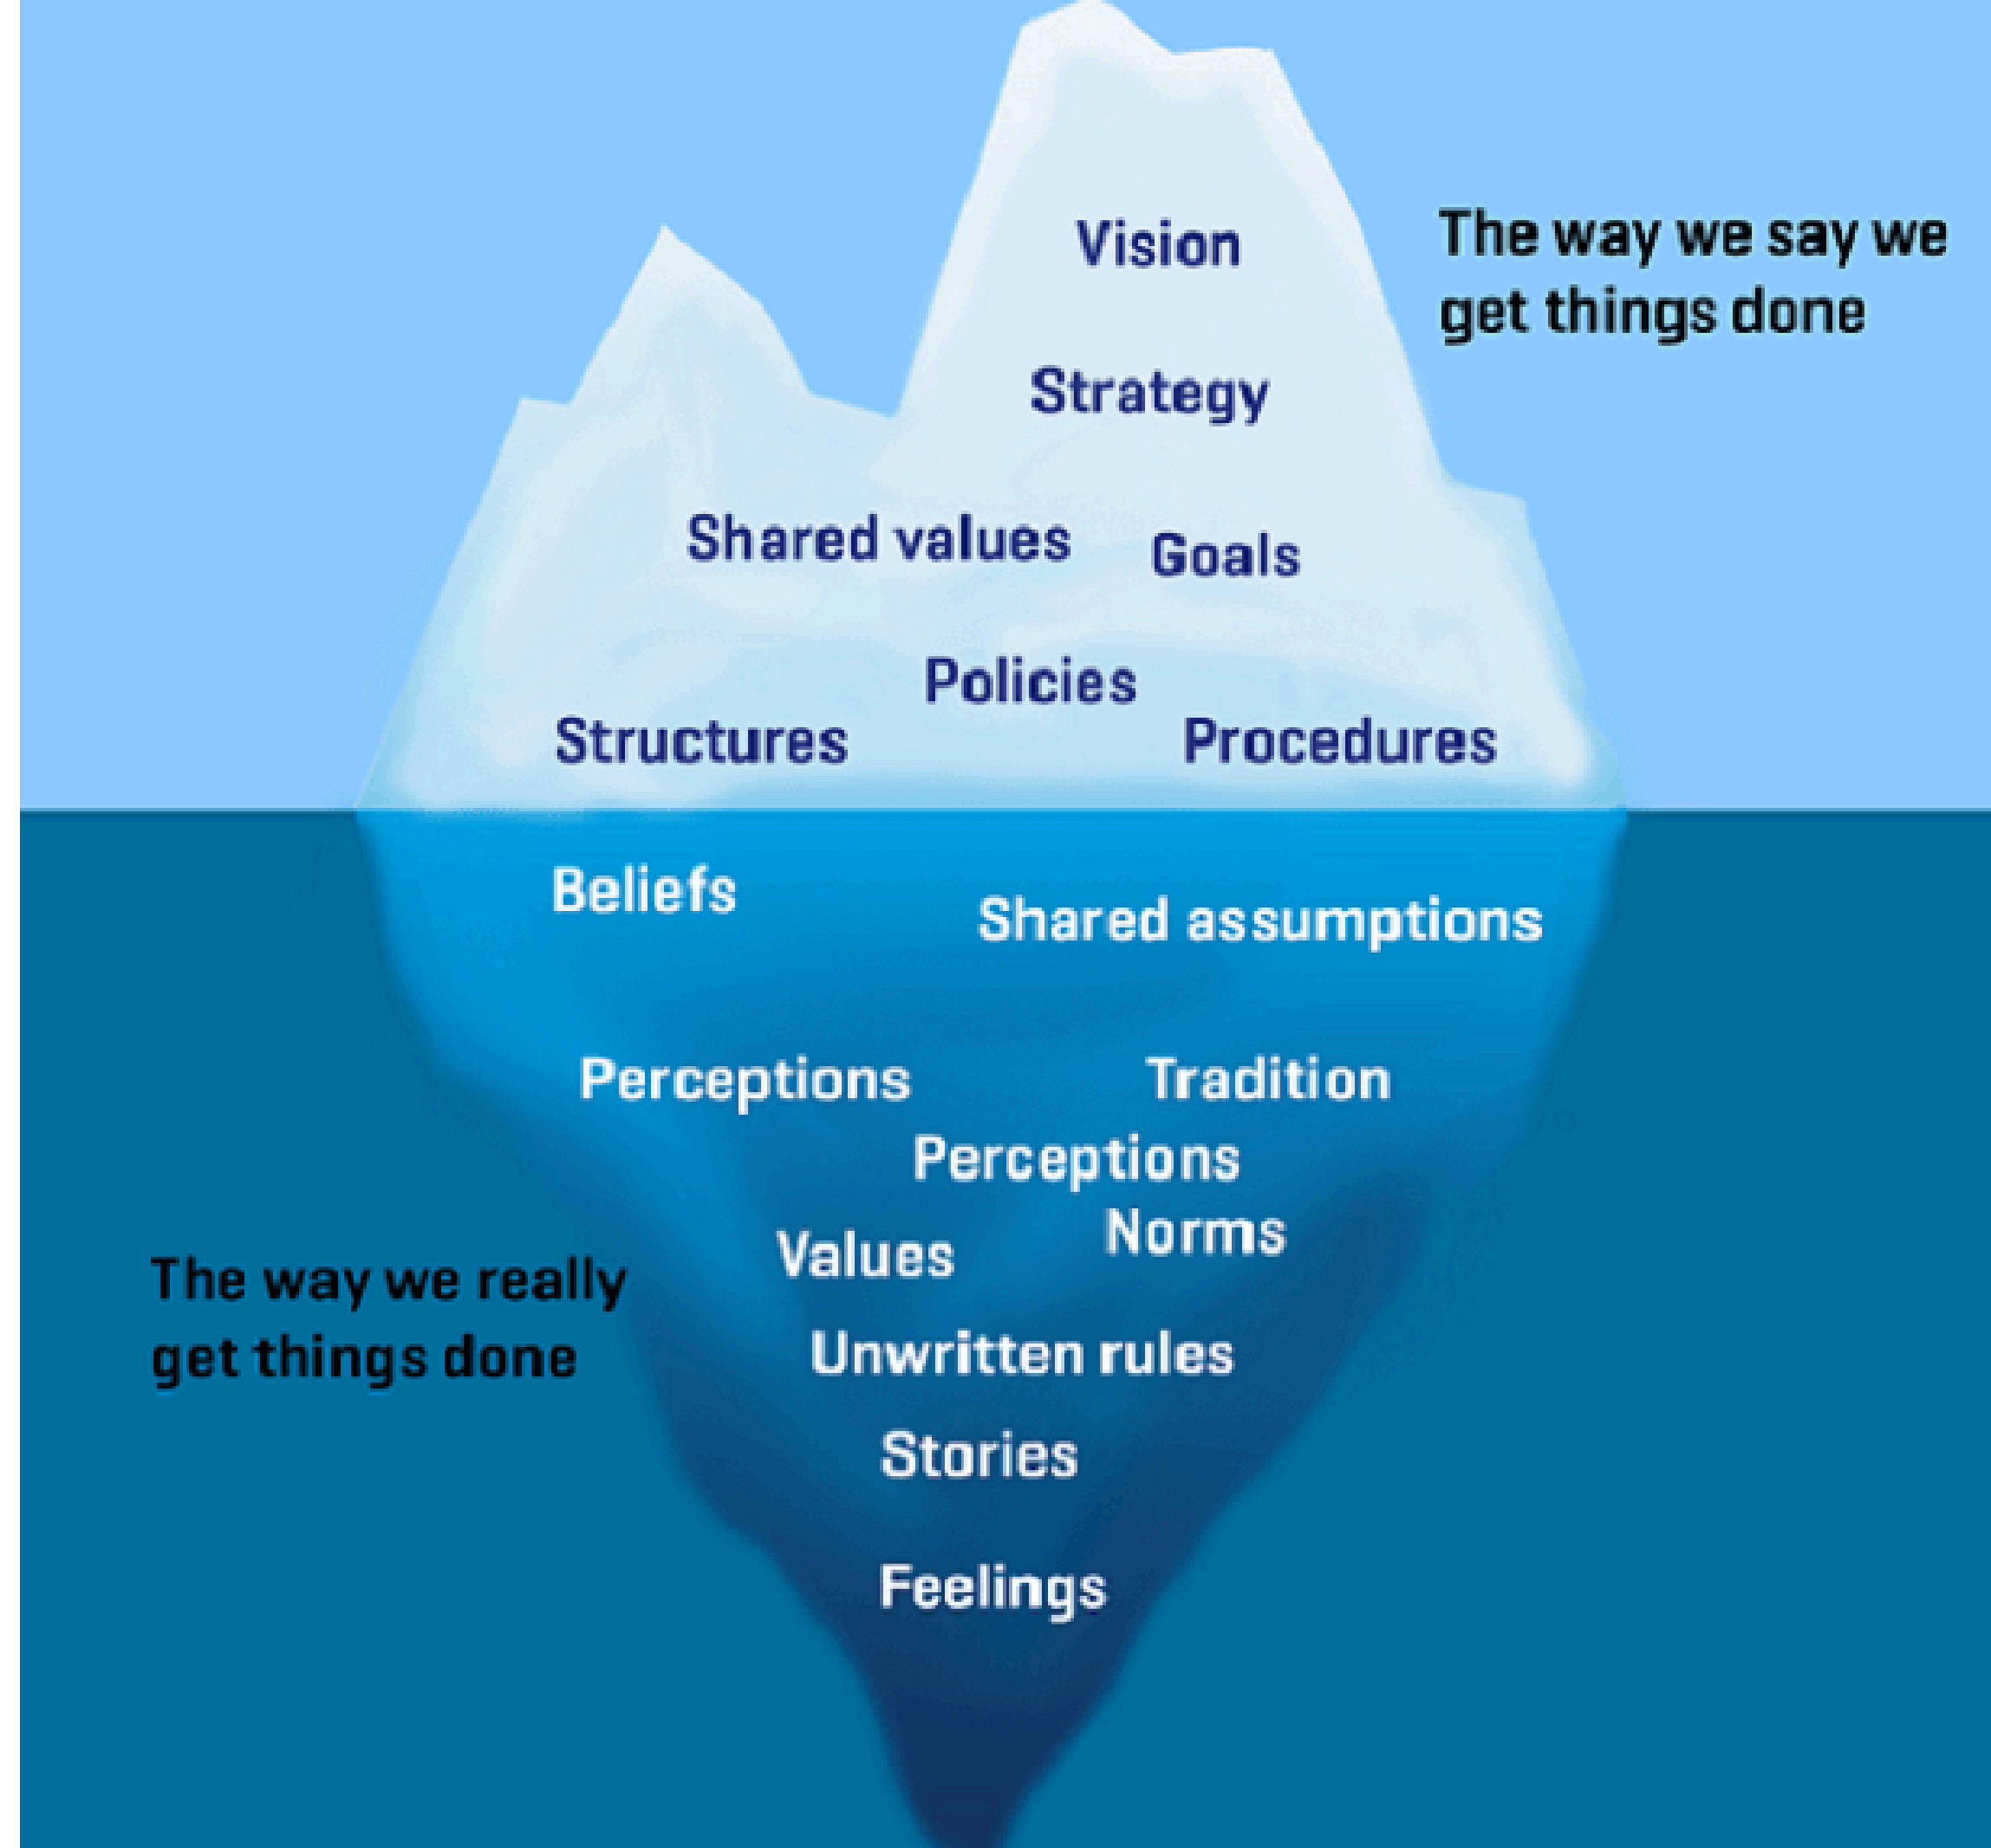 Vision
The way we say we
get things done
Strategy
Shared values
Goals
Policies
Structures
Procedures
Beliefs
Shared assumptions
Perceptions
Tradition
Perceptions
Norms
Values
The way we really
get things done
Unwritten rules
Stories
Feelings